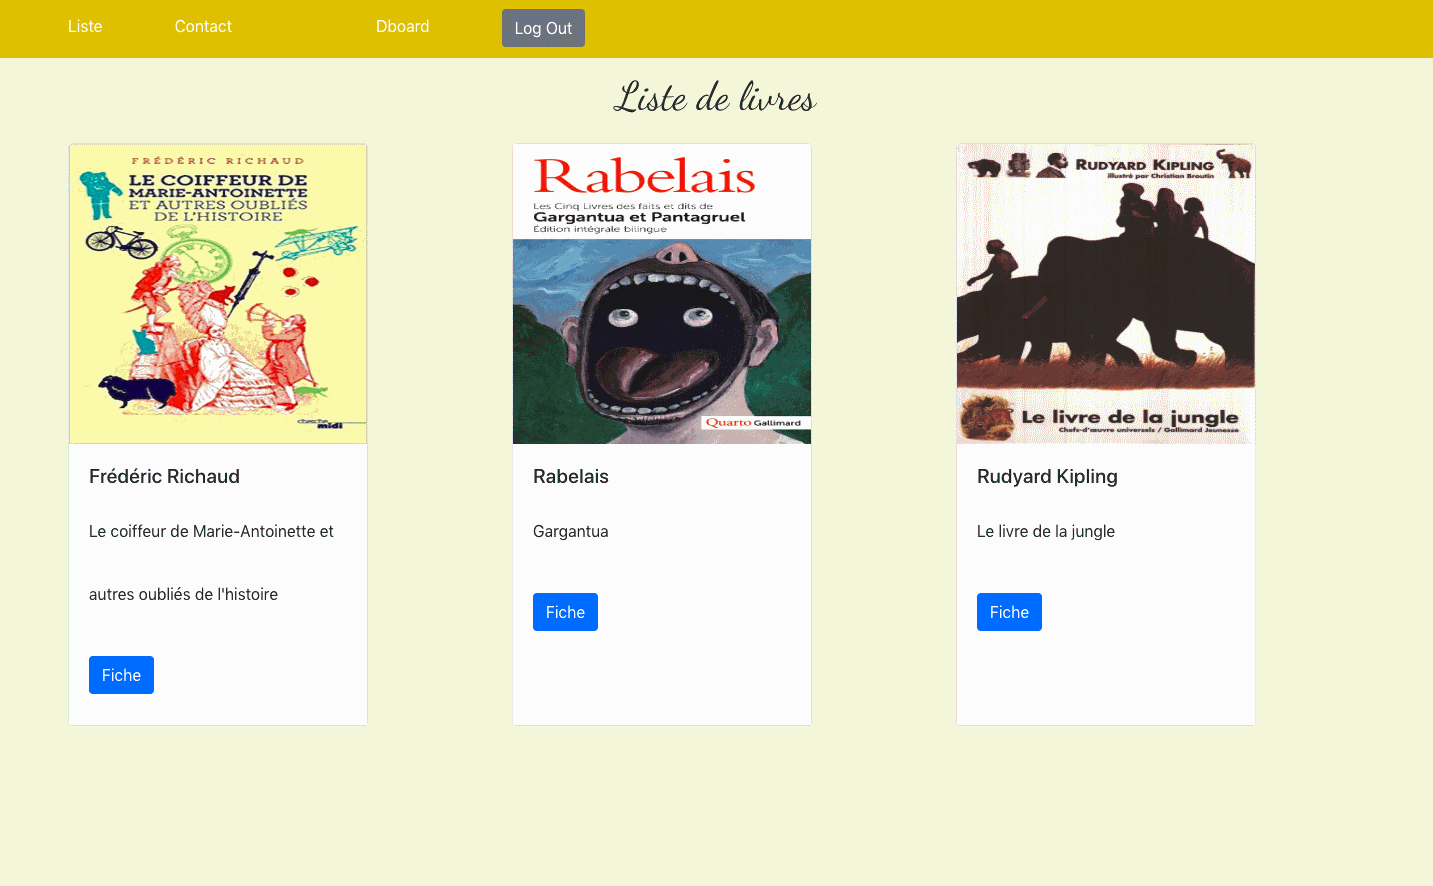 Liste
Contact
Dboard
Log Out
Liste de livres
FRÉDÉRIC RICHAUD
LE COIFFEUR DE
MARIE-ANTOINETTE
ET AUTRES OUBLIÉS
DE L'HISTOIRE
cherche
midi
Frédéric Richaud
Le coiffeur de Marie-Antoinette et
autres oubliés de l'histoire
Fiche
Rabelais
Les Cinq Livres des faits et dits de
Gargantua et Pantagruel
Édition intégrale bilingue
Quarto Gallimard
Rabelais
Gargantua
Fiche
RUDYARD KIPLING
illustré par Christian Broutin
Le livre de la jungle
Chefs-d'œuvre universels / Gallimard Jeunesse
Rudyard Kipling
Le livre de la jungle
Fiche